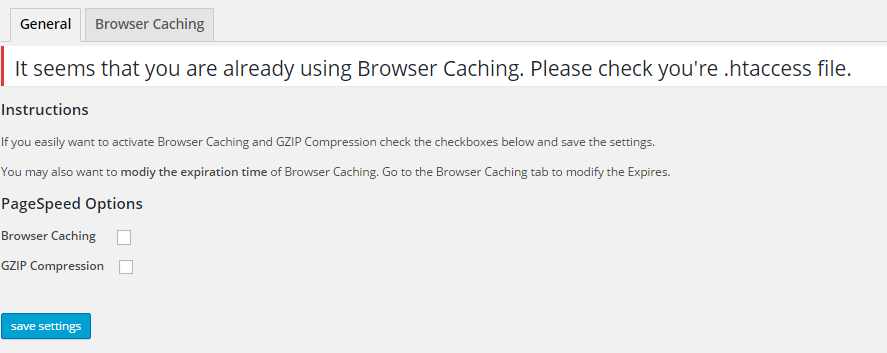 General Browser Caching
It seems that you are already using Browser Caching. Please check you're .htaccess file.
Instructions
If you easily want to activate Browser Caching and GZIP Compression check the checkboxes below and save the settings.
You may also want to modiy the expiration time of Browser Caching. Go to the Browser Caching tab to modify the Expires.
PageSpeed Options
Browser Caching
GZIP Compression
save settings